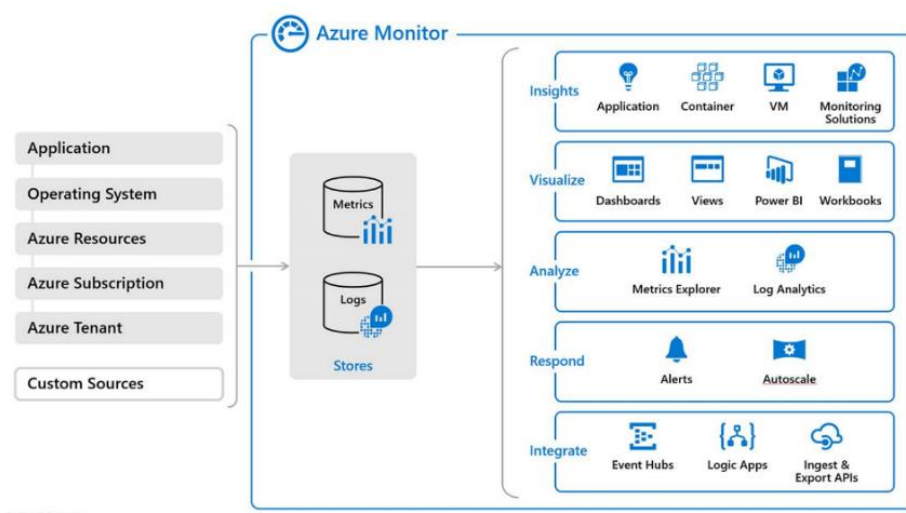 Azure Monitor
Application
Operating System
Azure Resources
Azure Subscription
Azure Tenant
Custom Sources
Metrics
Logs
Stores
Insights
Application
Container
VM
Monitoring
Solutions
Visualize
Dashboards
Views
Power BI
Workbooks
Analyze
Metrics Explorer
Log Analytics
Respond
Alerts
Autoscale
Integrate
Event Hubs
Logic Apps
Ingest &
Export APIs